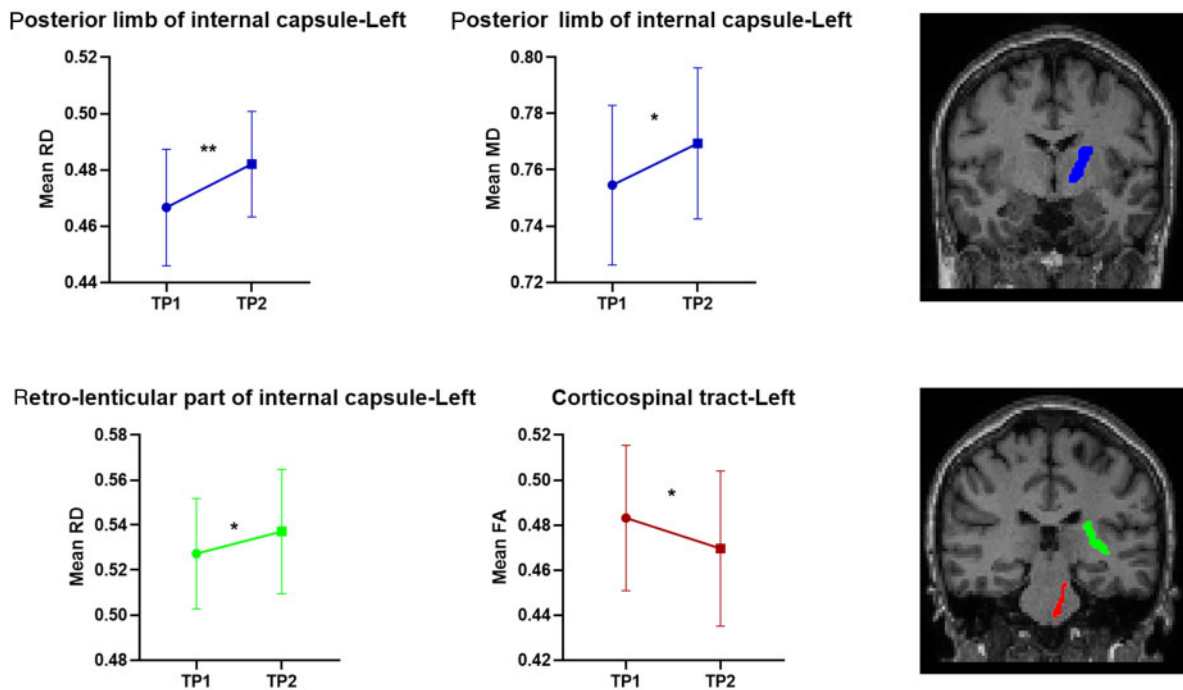 Posterior limb of internal capsule-Left
0.52
0.50
0.48
0.46
0.44
Mean RD
**
TP1 TP2
Posterior limb of internal capsule-Left
0.80
0.78
0.76
0.74
0.72
Mean MD
*
TP1 TP2
Retro-lenticular part of internal capsule-Left
0.58
0.56
0.54
0.52
0.50
0.48
Mean RD
*
TP1 TP2
Corticospinal tract-Left
0.52
0.50
0.48
0.46
0.44
0.42
Mean FA
*
TP1 TP2